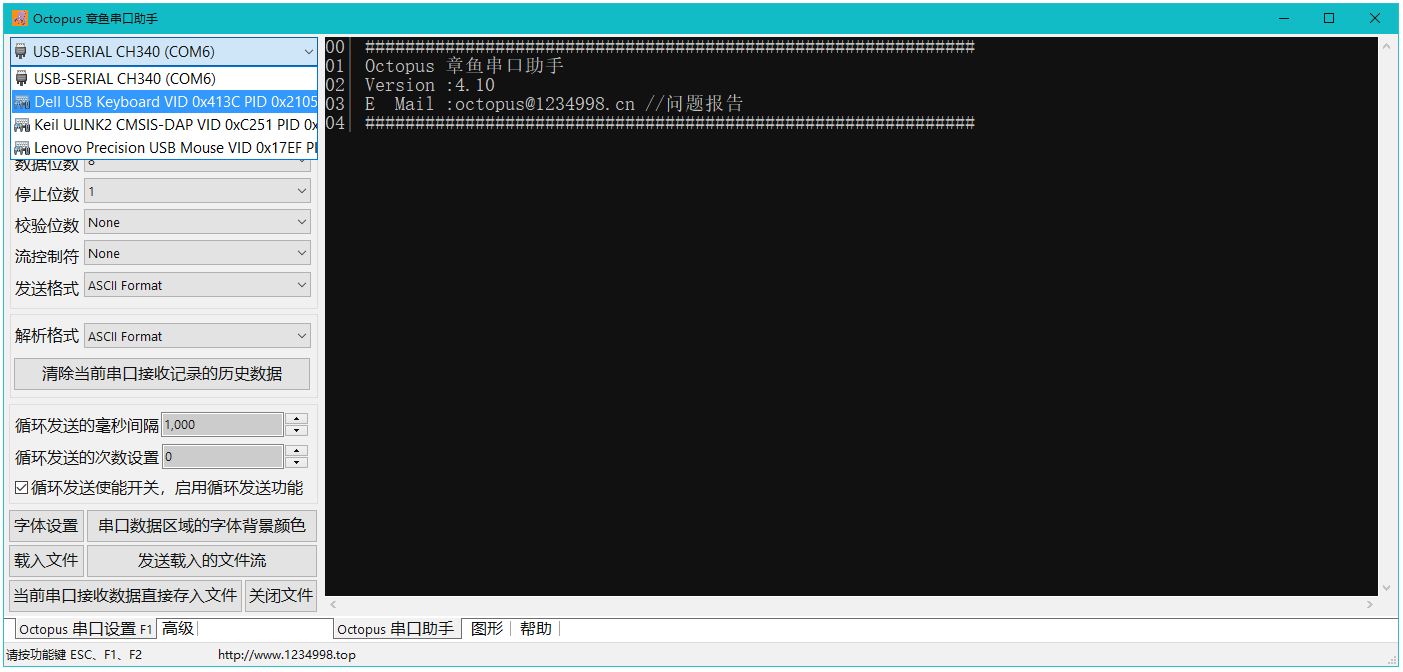 Octopus 章鱼串口助手
USB-SERIAL CH340 (COM6)
USB-SERIAL CH340 (COM6)
Dell USB Keyboard VID 0x413C PID 0x2105
Keil ULINK2 CMSIS-DAP VID 0xC251 PID 0x
Lenovo Precision USB Mouse VID 0x17EF PI
数据位数 8
停止位数 1
校验位数 None
流控制符 None
发送格式 ASCII Format
解析格式 ASCII Format
清除当前串口接收记录的历史数据
循环发送的毫秒间隔 1,000
循环发送的次数设置 0
循环发送使能开关，启用循环发送功能
字体设置 串口数据区域的字体背景颜色
载入文件 发送载入的文件流
当前串口接收数据直接存入文件 关闭文件
Octopus 串口设置 F1 高级
00 #############################################################
01 Octopus 章鱼串口助手
02 Version :4.10
03 E Mail :octopus@1234998.cn //问题报告
04 #############################################################
Octopus 串口助手 图形 帮助
请按功能键 ESC、F1、F2 http://www.1234998.top